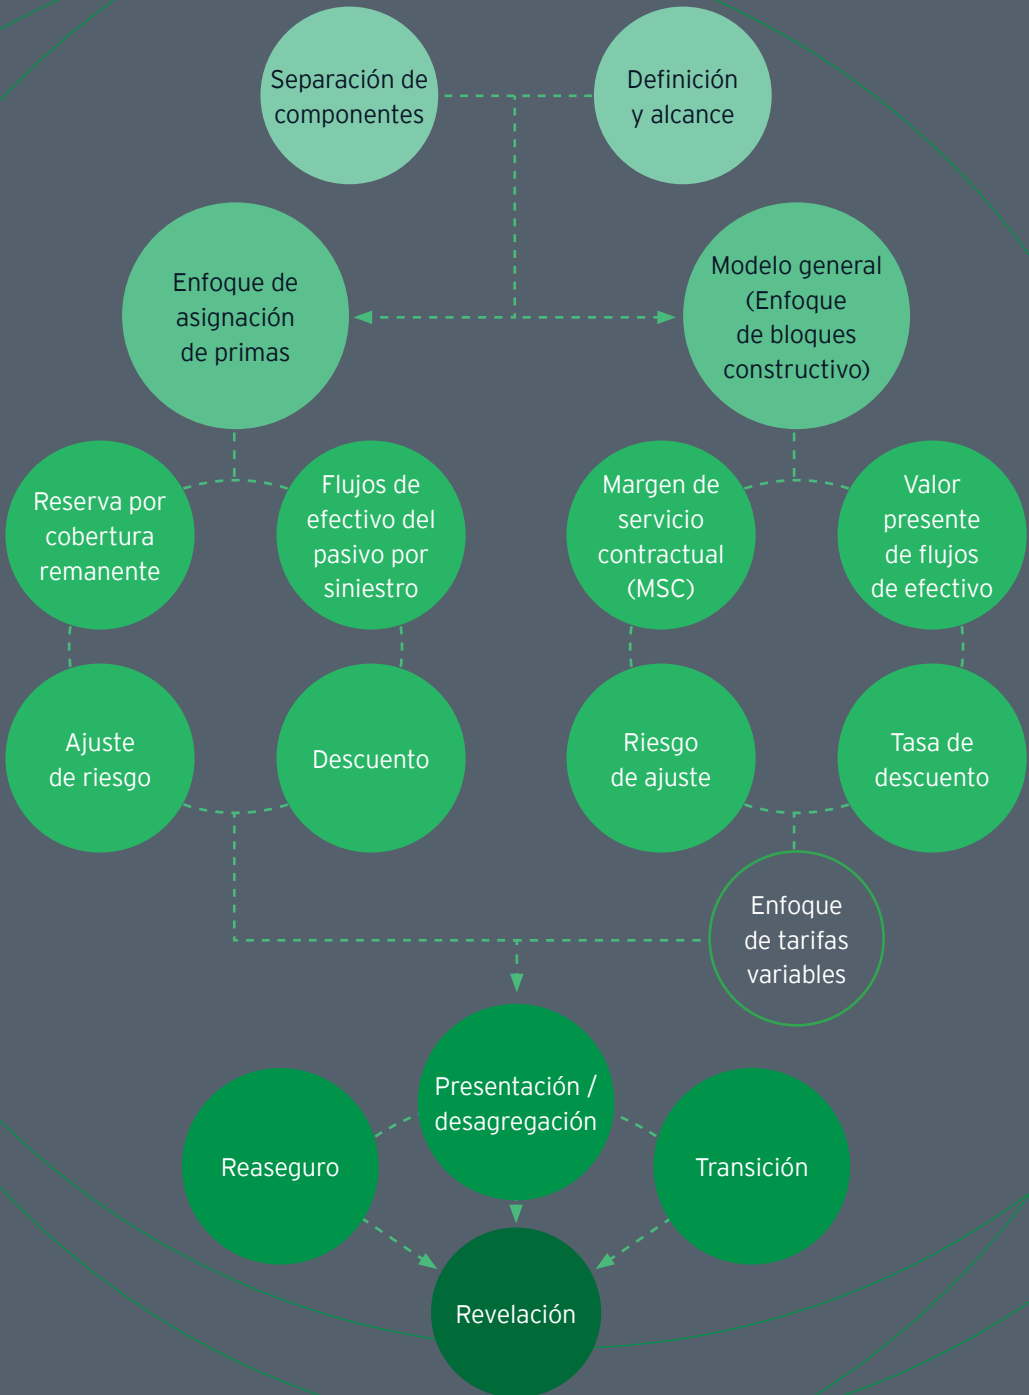 Separación de
componentes
Definición
y alcance
Enfoque de
asignación
de primas
Modelo general
(Enfoque
de bloques
constructivo)
Reserva por
cobertura
remanente
Flujos de
efectivo del
pasivo por
siniestro
Margen de
servicio
contractual
(MSC)
Valor
presente
de flujos
de efectivo
Ajuste
de riesgo
Descuento
Riesgo
de ajuste
Tasa de
descuento
Enfoque
de tarifas
variables
Presentación /
desagregación
Reaseguro
Transición
Revelación